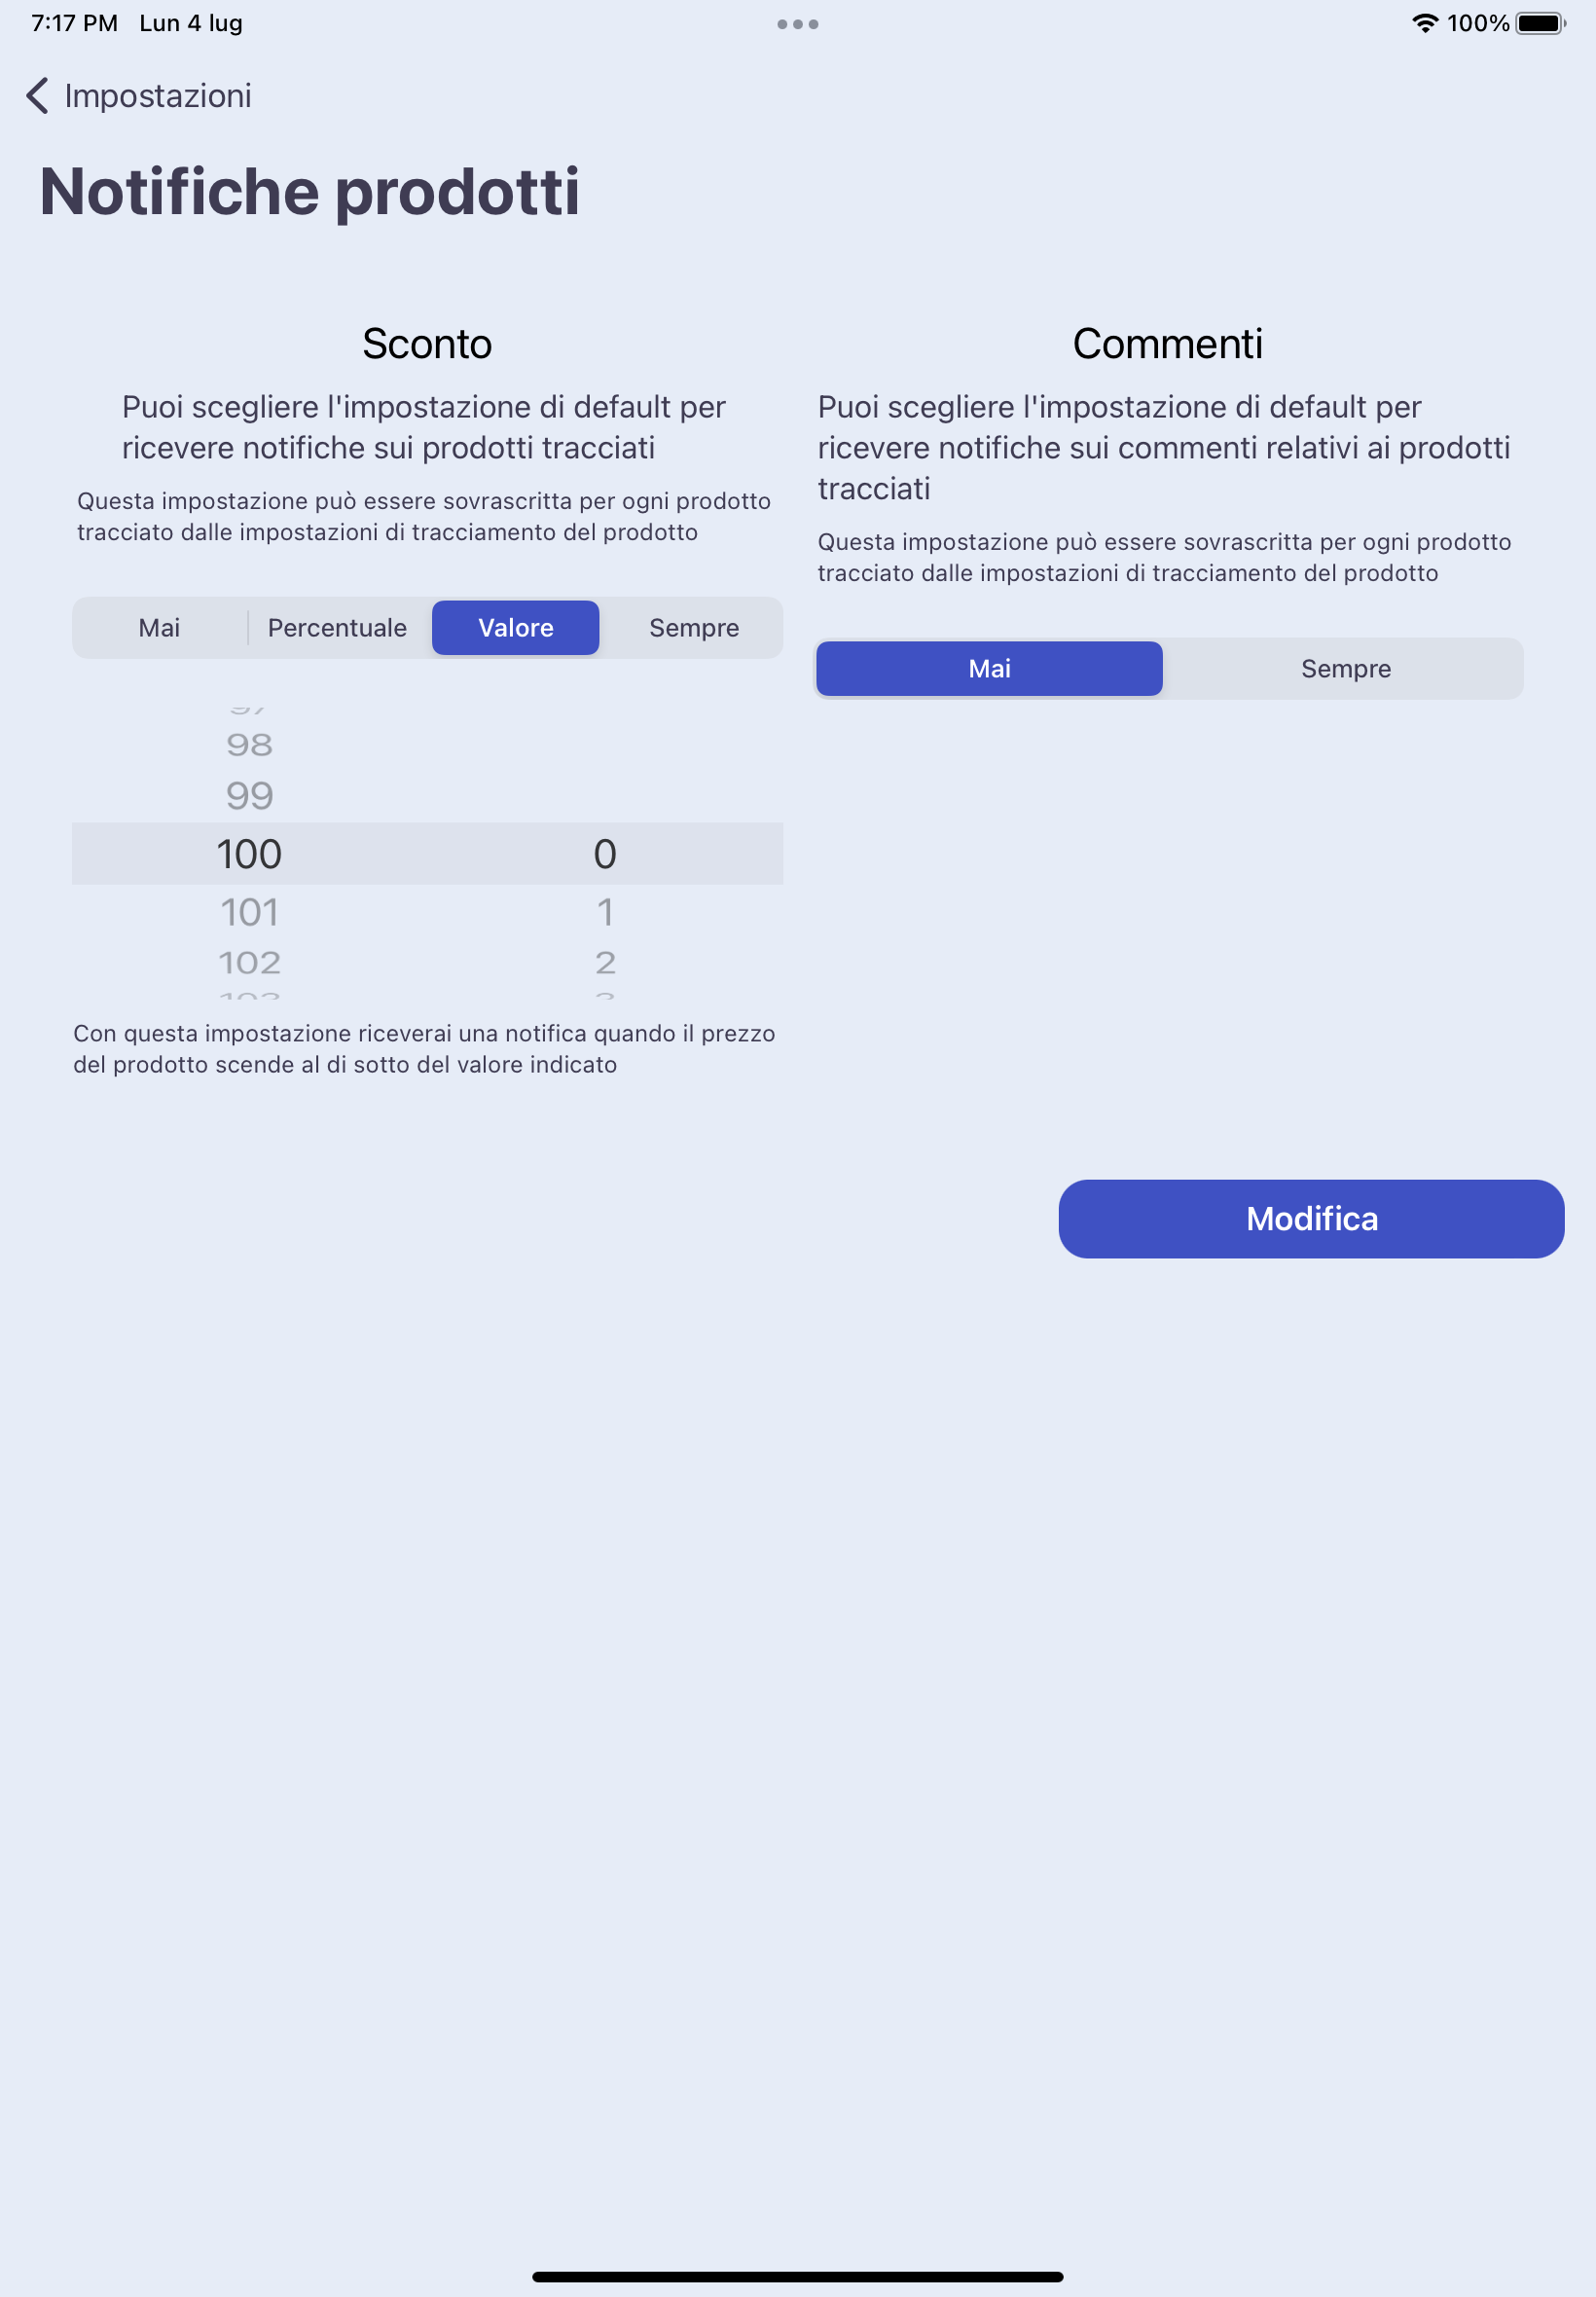 7:17 PM Lun 4 lug
100%
Impostazioni
Notifiche prodotti
Sconto
Puoi scegliere l'impostazione di default per
ricevere notifiche sui prodotti tracciati
Questa impostazione può essere sovrascritta per ogni prodotto
tracciato dalle impostazioni di tracciamento del prodotto
Mai Percentuale Valore Sempre
98
99
100 0
101 1
102 2
103 3
Con questa impostazione riceverai una notifica quando il prezzo
del prodotto scende al di sotto del valore indicato
Commenti
Puoi scegliere l'impostazione di default per
ricevere notifiche sui commenti relativi ai prodotti
tracciati
Questa impostazione può essere sovrascritta per ogni prodotto
tracciato dalle impostazioni di tracciamento del prodotto
Mai Sempre
Modifica